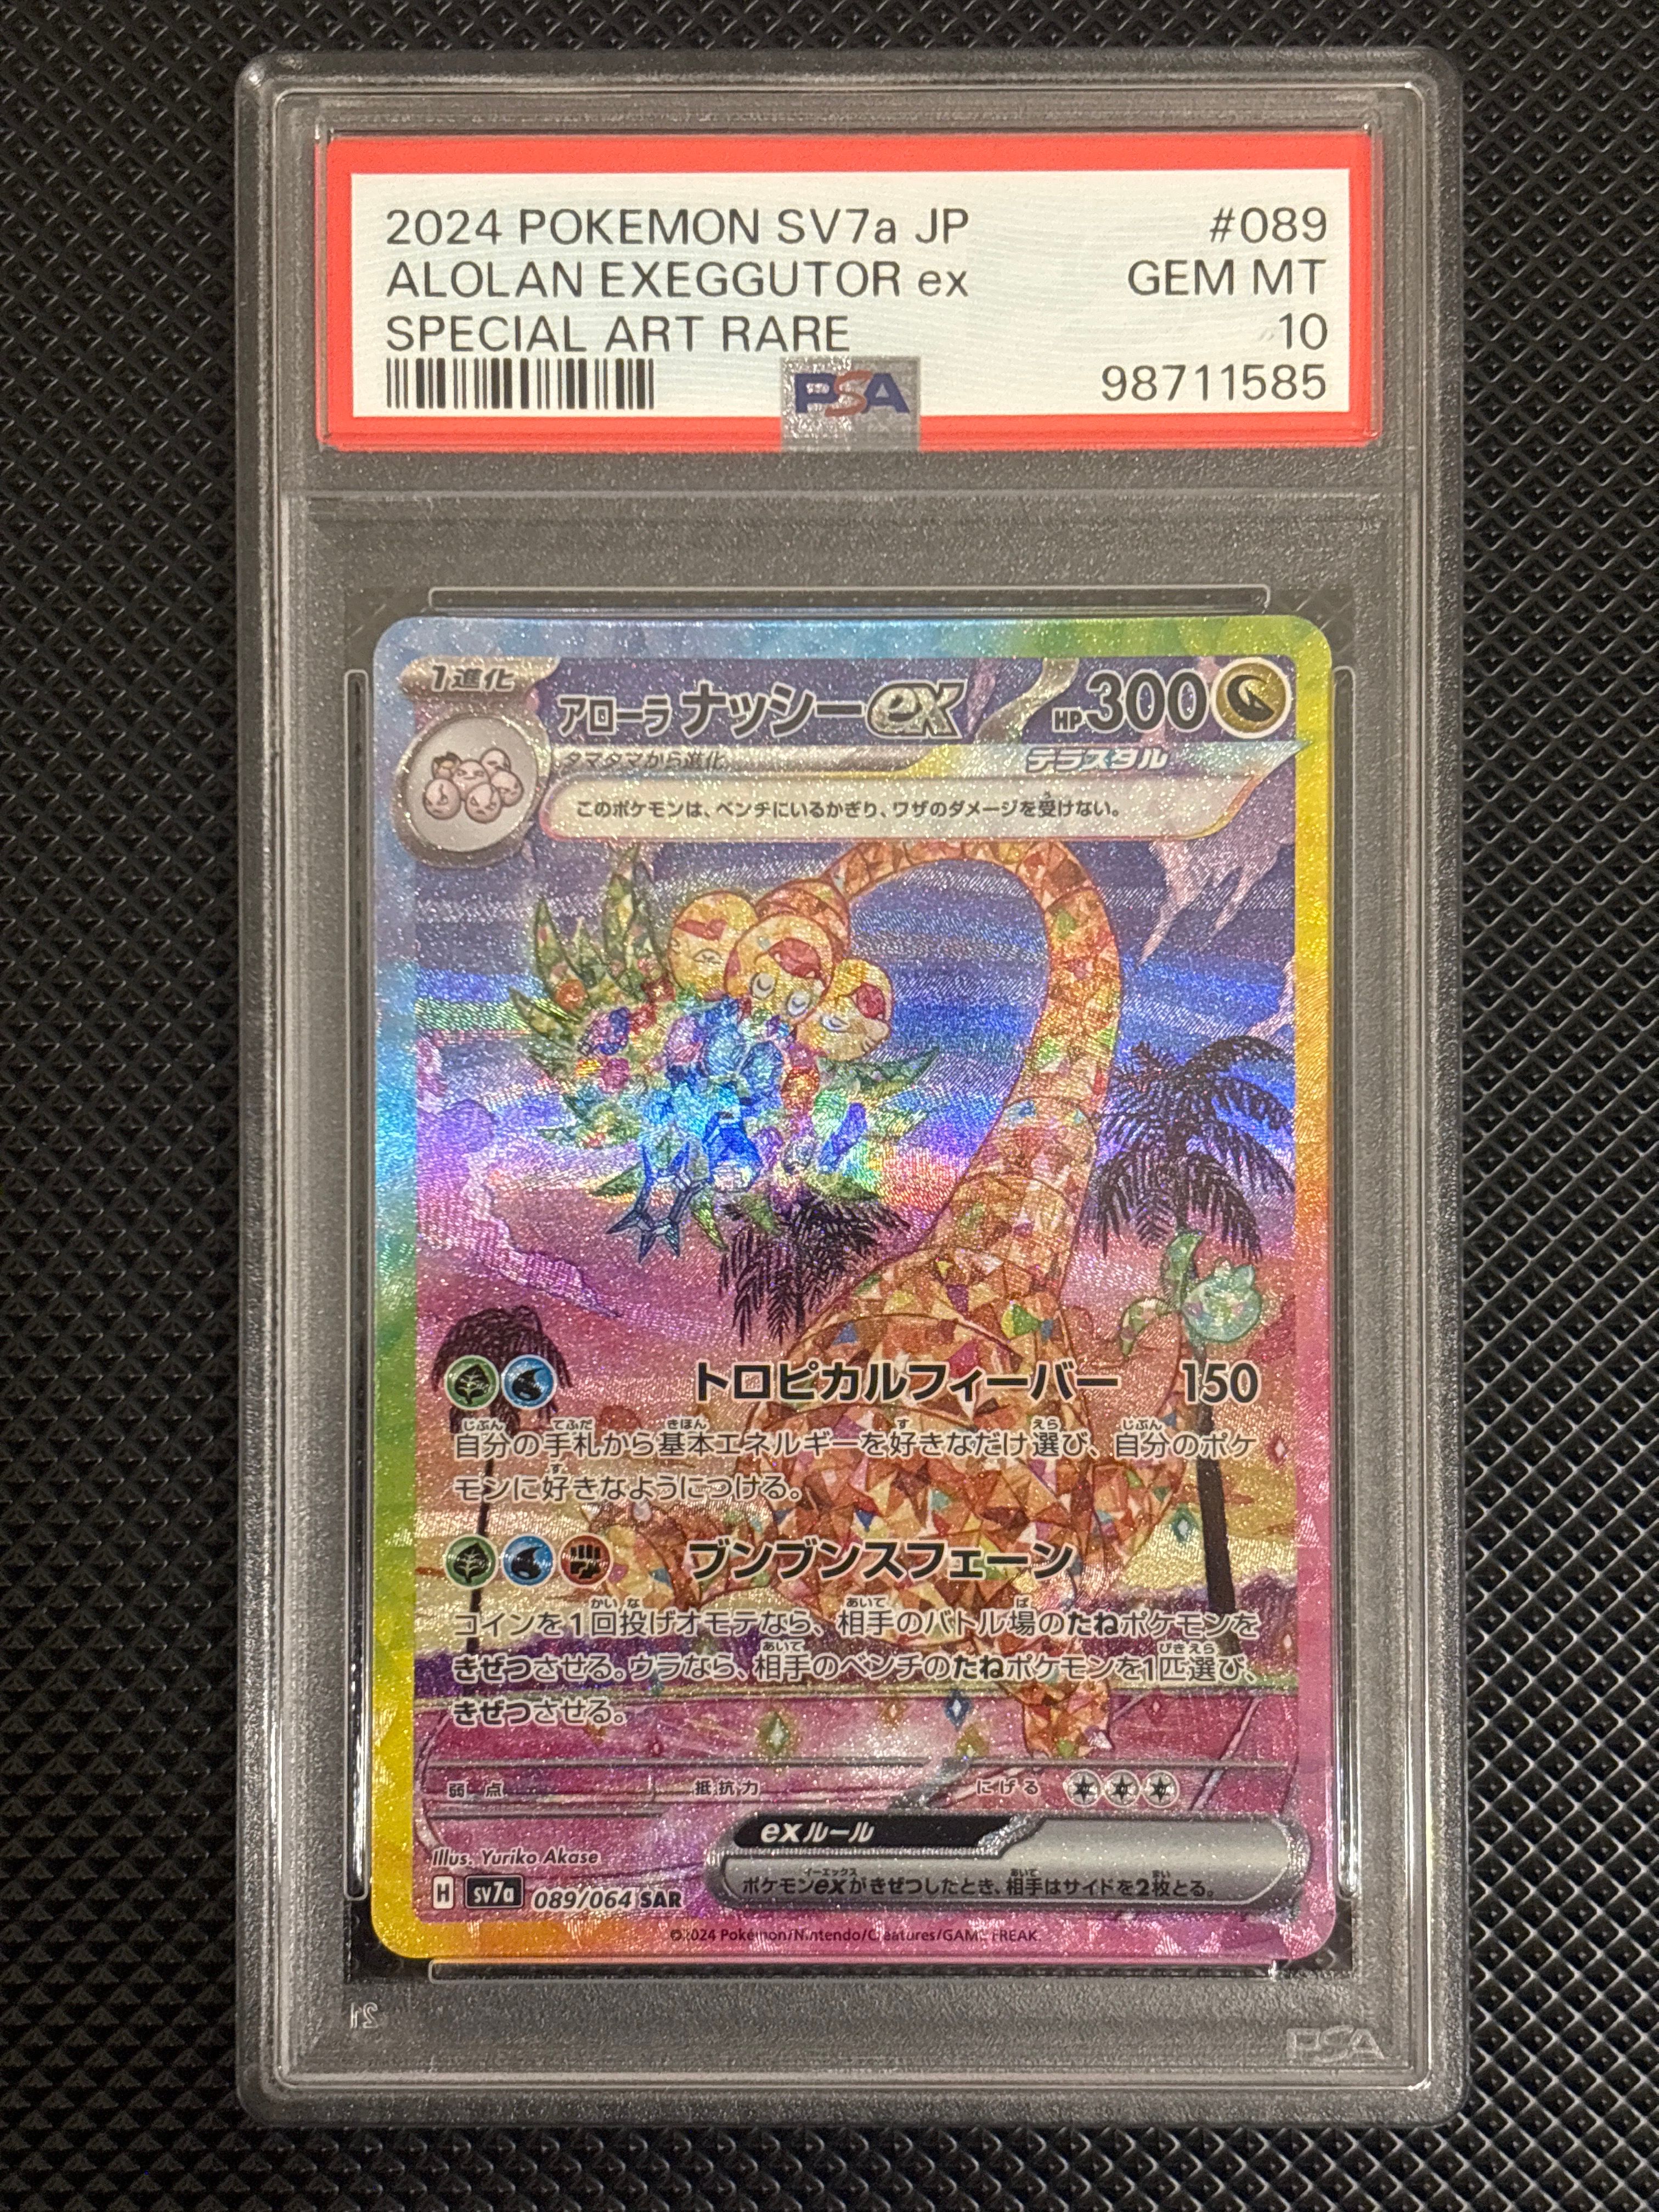 2024 POKEMON SV7a JP #089
ALOLAN EXEGGUTOR ex GEM MT
SPECIAL ART RARE 10
PSA 98711585
1進化
アローラ ナッシーex HP300
タマタマから進化 テラスタル
このポケモンは、ベンチにいるかぎり、ワザのダメージを受けない。
トロピカルフィーバー 150
自分の手札から基本エネルギーを好きなだけ選び、自分のポケ
モンに好きなようにつける。
ブンブンスフェーン
コインを1回投げオモテなら、相手のバトル場のたねポケモンを
きぜつさせる。ウラなら、相手のベンチのたねポケモンを1匹選び、
きぜつさせる。
弱点 抵抗力 にげる
exルール
Illus. Yuriko Akase
ポケモンexがきぜつしたとき、相手はサイドを2枚とる。
H sv7a 089/064 SAR
©2024 Pokémon/Nintendo/Creatures/GAME FREAK.
PSA